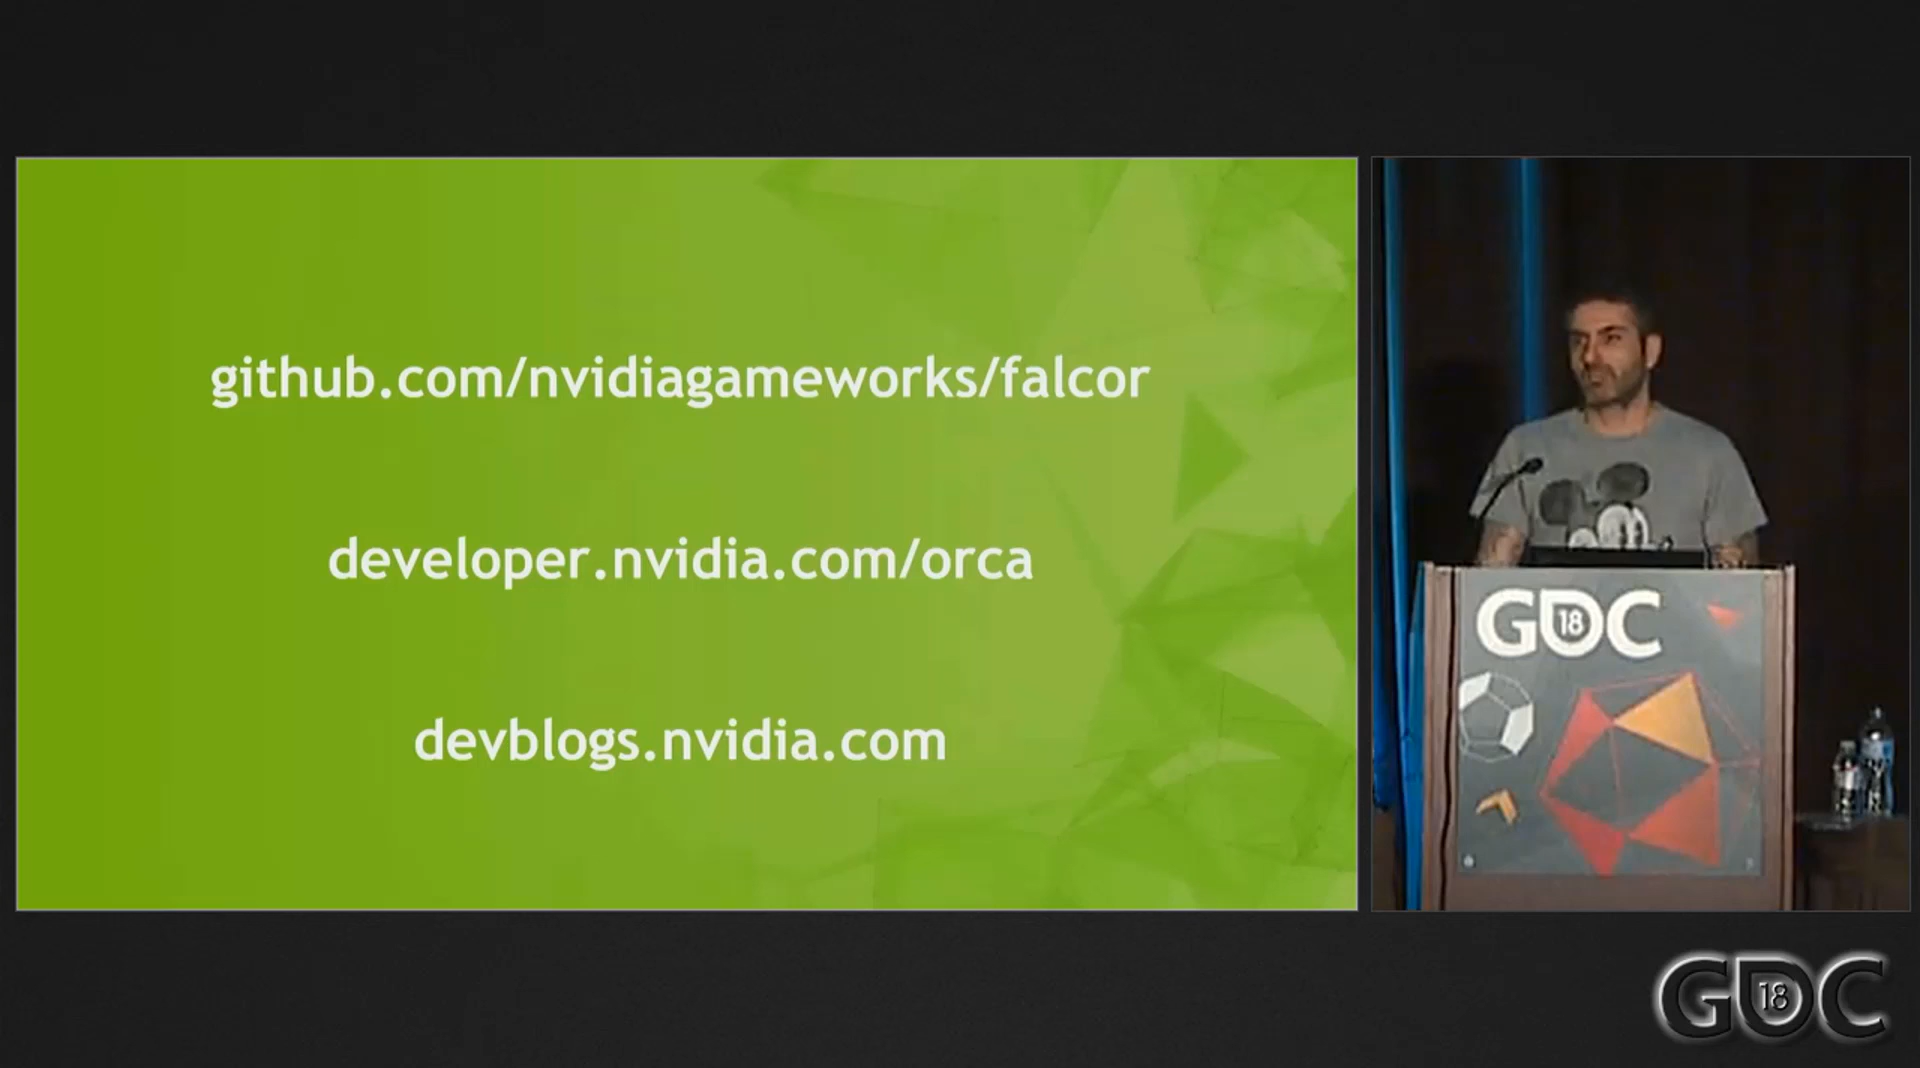 github.com/nvidiagameworks/falcor
developer.nvidia.com/orca
devblogs.nvidia.com
GDC
18
GDC
18